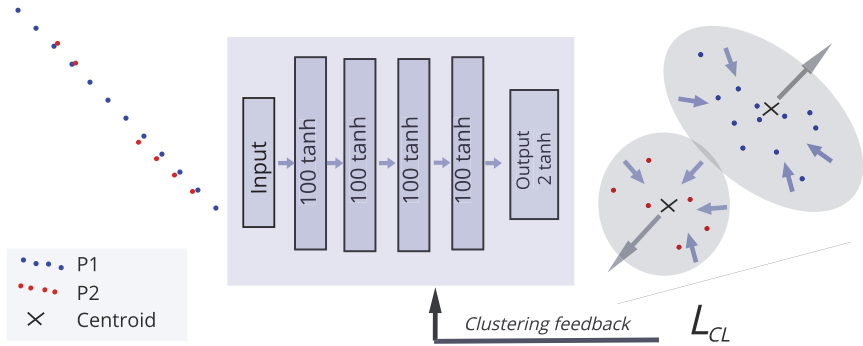 Input
100 tanh
100 tanh
100 tanh
100 tanh
Output
2 tanh
P1
P2
Centroid
Clustering feedback
L_CL